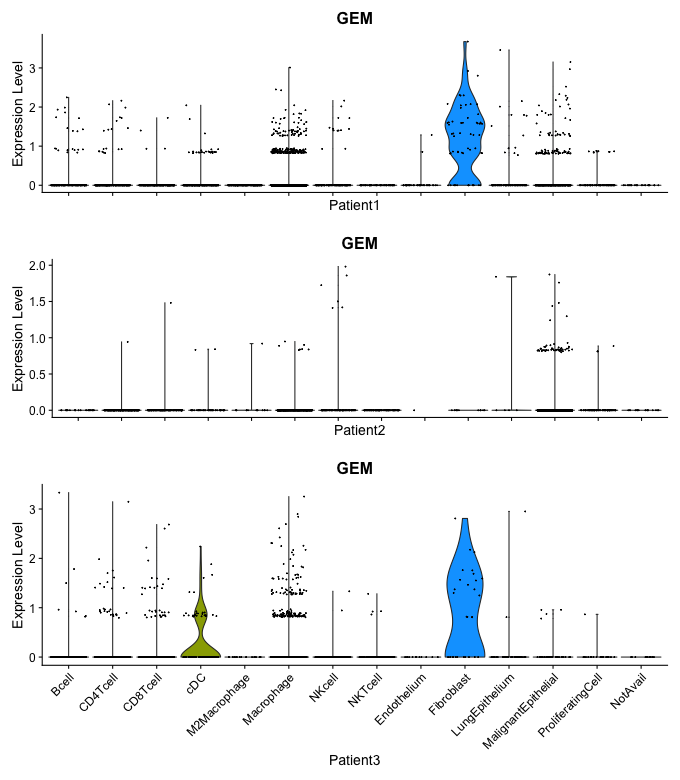 GEM
Expression Level
3
2
1
0
Patient1
GEM
Expression Level
2.0
1.5
1.0
0.5
0.0
Patient2
GEM
Expression Level
3
2
1
0
Bcell
CD4Tcell
CD8Tcell
cDC
M2Macrophage
Macrophage
NKcell
NKTcell
Endothelium
Fibroblast
LungEpithelium
MalignantEpithelial
ProliferatingCell
NotAvail
Patient3